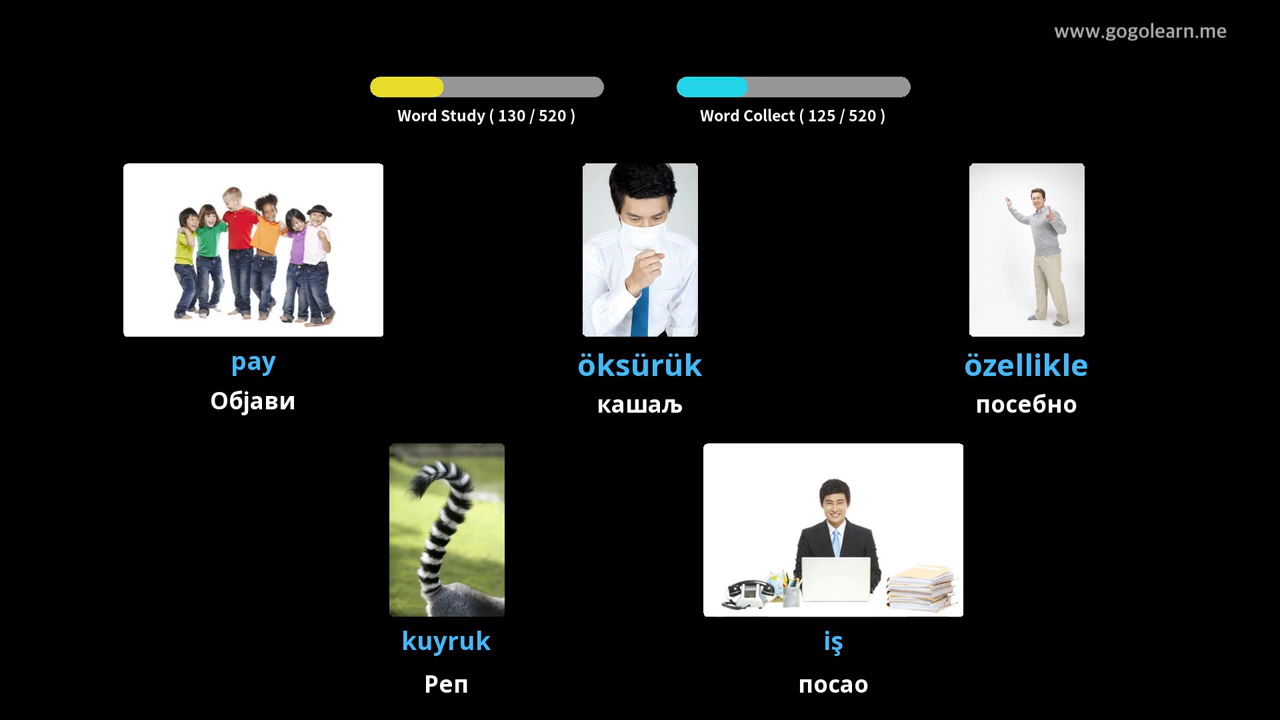 www.gogolearn.me
Word Study ( 130 / 520 )
Word Collect ( 125 / 520 )
pay
Објави
öksürük
кашаљ
özellikle
посебно
kuyruk
Реп
iş
посао